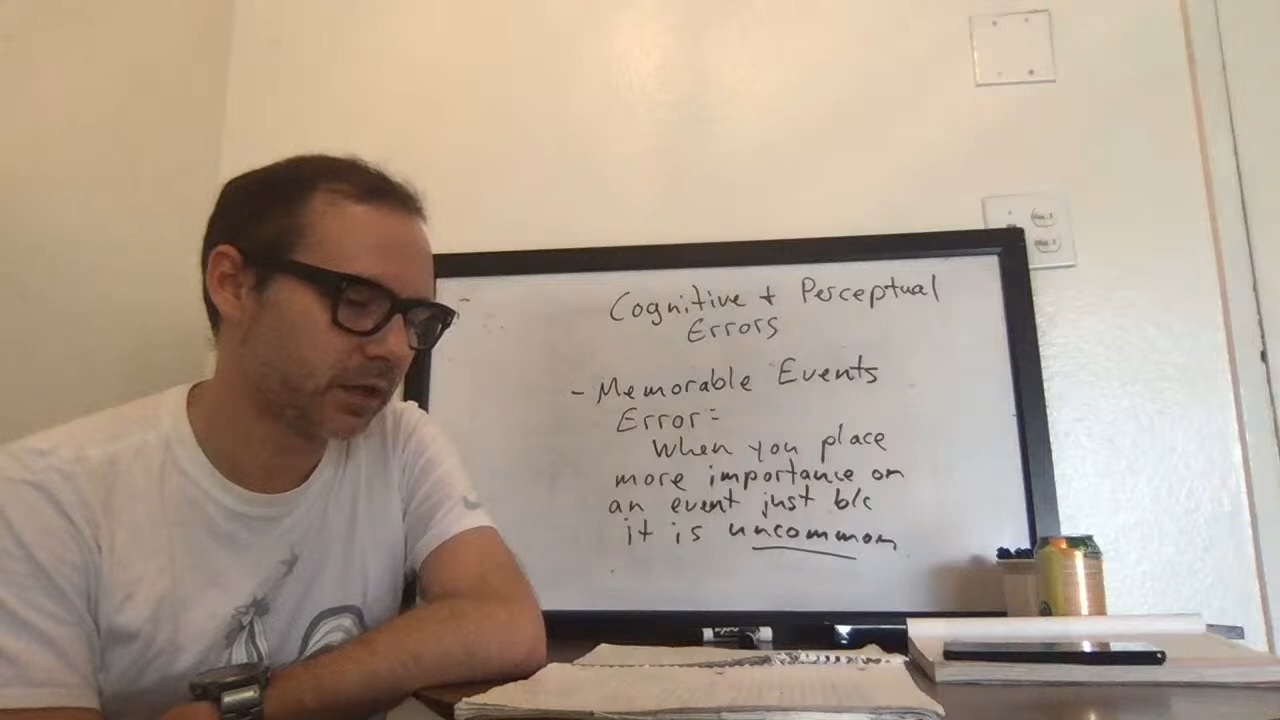 Cognitive + Perceptual
Errors
- Memorable Events
Error:
When you place
more importance on
an event just b/c
it is uncommon